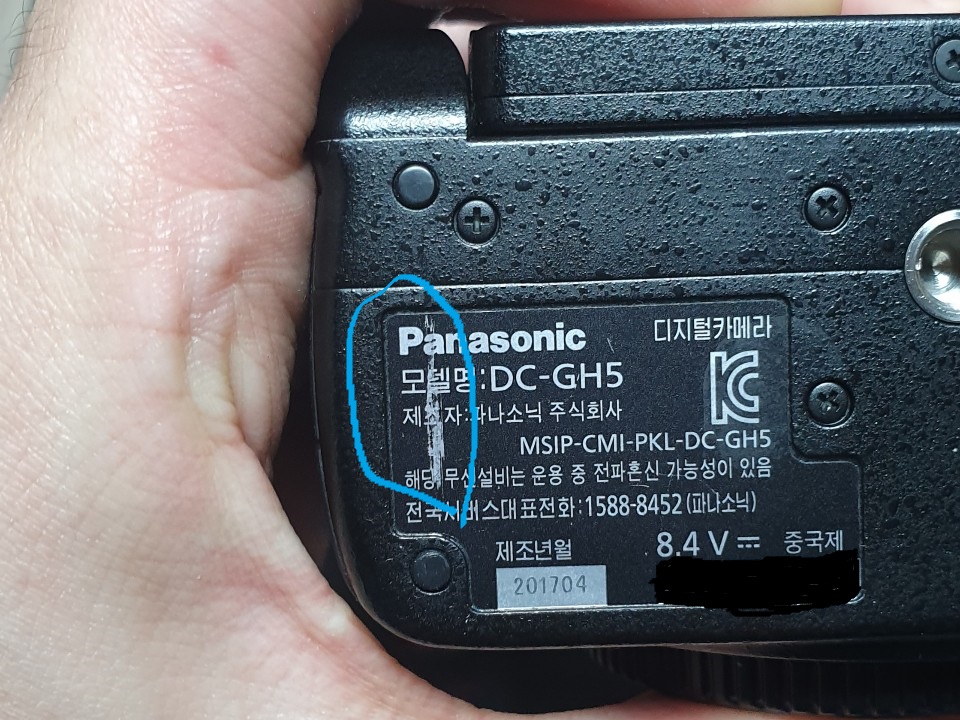 Panasonic 디지털카메라
모델명:DC-GH5
제조자:파나소닉 주식회사
MSIP-CMI-PKL-DC-GH5
해당 무선설비는 운용 중 전파혼신 가능성이 있음
전국서비스대표전화:1588-8452 (파나소닉)
제조년월 8.4 V ⎓ 중국제
201704